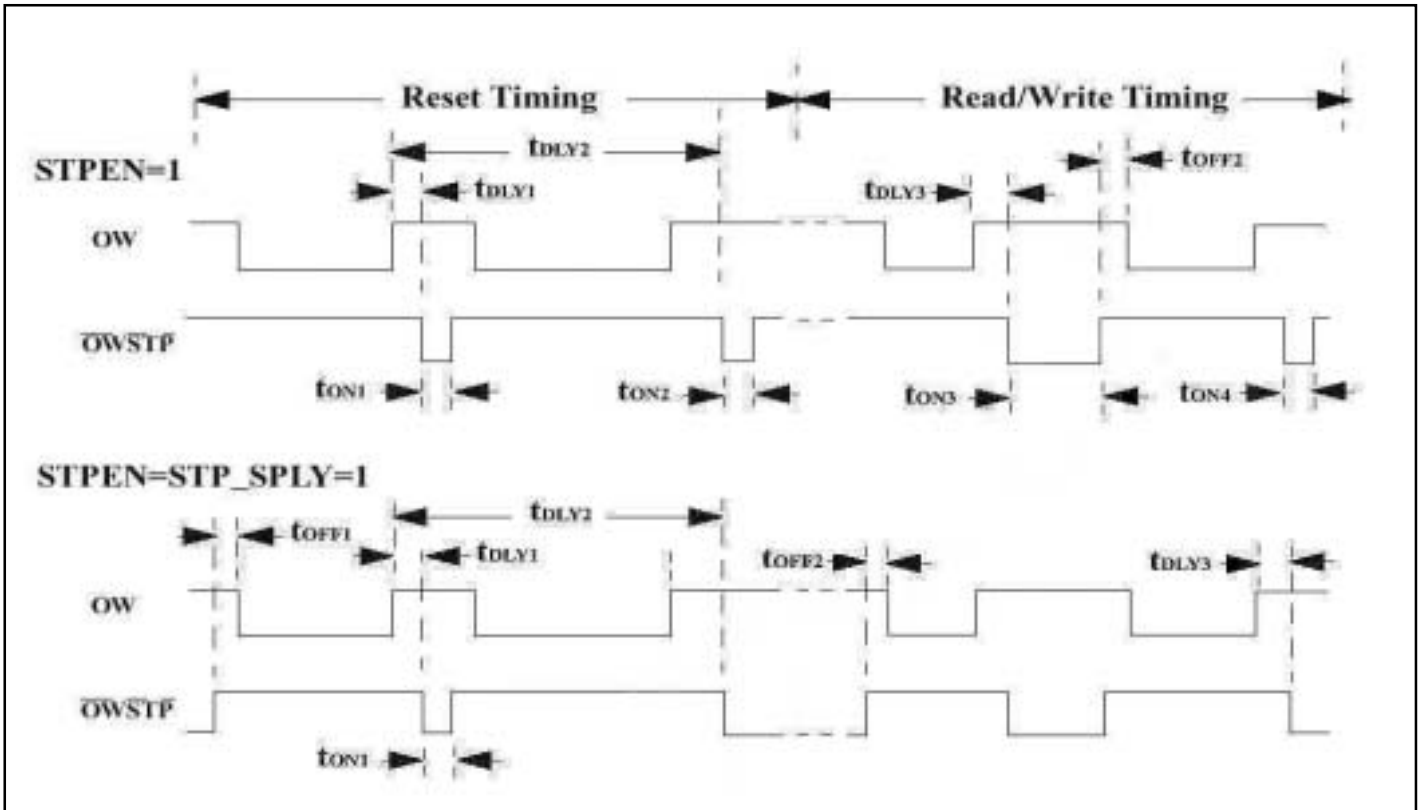 Reset Timing Read/Write Timing
tDLY2
tOFF2
STPEN=1
tDLY1
tDLY3
OW
OWSTP
tON1
tON2
tON3
tON4
STPEN=STP_SPLY=1
tDLY2
tOFF1
tDLY1
tOFF2
tDLY3
OW
OWSTP
tON1